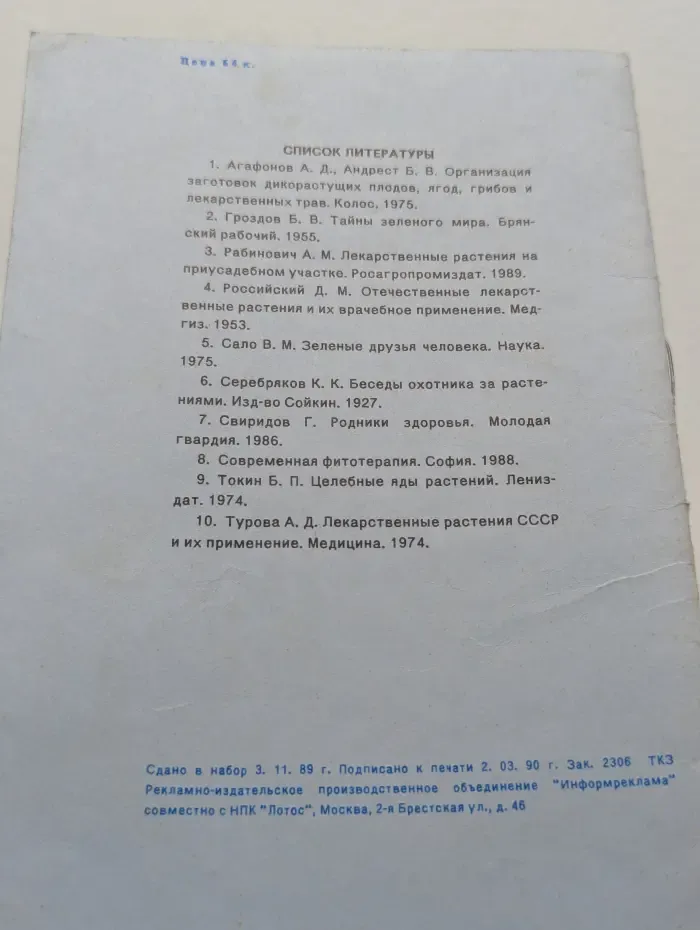 Цена
СПИСОК ЛИТЕРАТУРЫ
1. Агафонов А. Д., Андрест Б. В. Организация
заготовок дикорастущих плодов, ягод, грибов и
лекарственных трав. Колос, 1975.
2. Гроздов Б. В. Тайны зеленого мира. Брян-
ский рабочий. 1955.
3. Рабинович А. М. Лекарственные растения на
приусадебном участке. Росагропромиздат. 1989.
4. Российский Д. М. Отечественные лекарст-
венные растения и их врачебное применение. Мед-
гиз. 1953.
5. Сало В. М. Зеленые друзья человека. Наука.
1975.
6. Серебряков К. К. Беседы охотника за расте-
ниями. Изд-во Сойкин. 1927.
7. Свиридов Г. Родники здоровья. Молодая
гвардия. 1986.
8. Современная фитотерапия. София. 1988.
9. Токин Б. П. Целебные яды растений. Лениз-
дат. 1974.
10. Турова А. Д. Лекарственные растения СССР
и их применение. Медицина. 1974.
Сдано в набор 3. 11. 89 г. Подписано к печати 2. 03. 90 г. Зак. 2306 ТКЗ
Рекламно-издательское производственное объединение "Информреклама"
совместно с НПК "Лотос", Москва, 2-я Брестская ул., д. 46